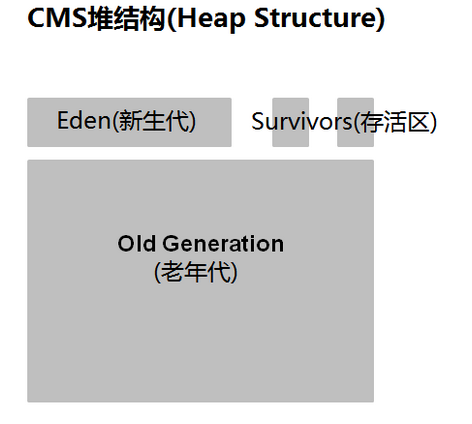 CMS堆结构(Heap Structure)
Eden(新生代) Survivors(存活区)
Old Generation
(老年代)